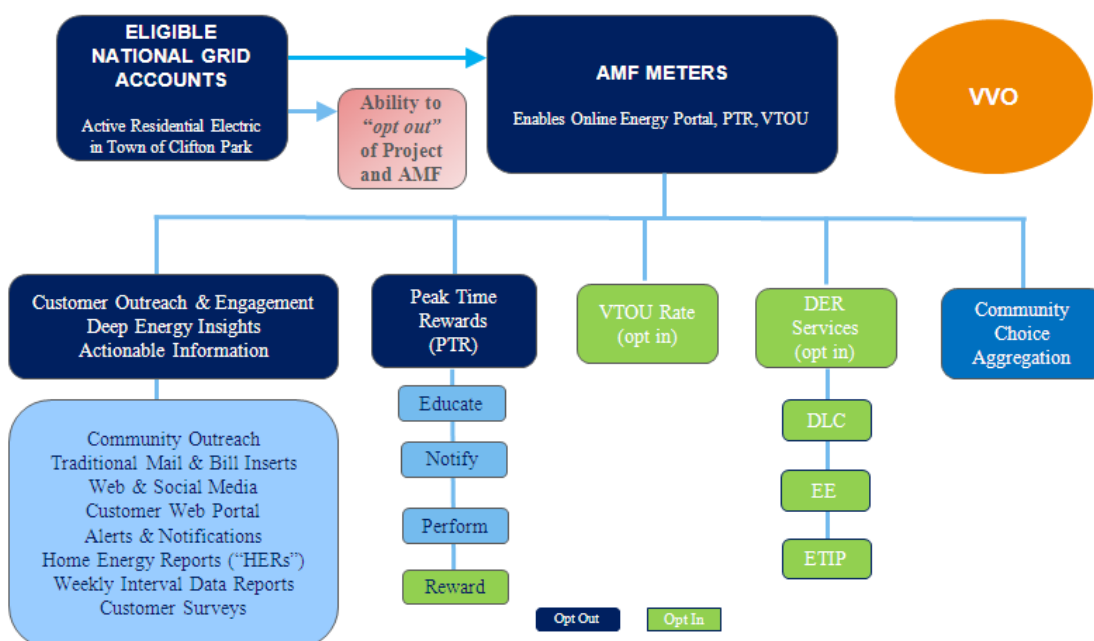 ELIGIBLE
NATIONAL GRID
ACCOUNTS
Active Residential Electric
in Town of Clifton Park
Ability to
“opt out”
of Project
and AMF
AMF METERS
Enables Online Energy Portal, PTR, VTOU
VVO
Customer Outreach & Engagement
Deep Energy Insights
Actionable Information
Community Outreach
Traditional Mail & Bill Inserts
Web & Social Media
Customer Web Portal
Alerts & Notifications
Home Energy Reports (“HERs”)
Weekly Interval Data Reports
Customer Surveys
Peak Time
Rewards
(PTR)
Educate
Notify
Perform
Reward
VTOU Rate
(opt in)
DER
Services
(opt in)
DLC
EE
ETIP
Community
Choice
Aggregation
Opt Out
Opt In